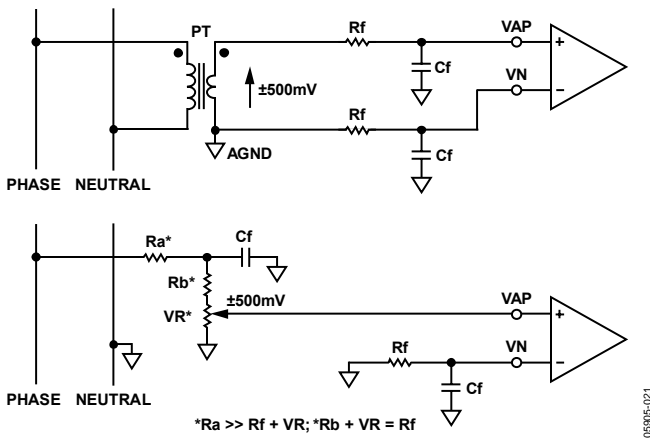 PT
Rf
VAP
+
Cf
±500mV
VN
−
Rf
Cf
AGND
PHASE NEUTRAL
Ra*
Cf
Rb*
±500mV
VR*
VAP
+
Rf
VN
−
Cf
PHASE NEUTRAL
*Ra >> Rf + VR; *Rb + VR = Rf
05905-021